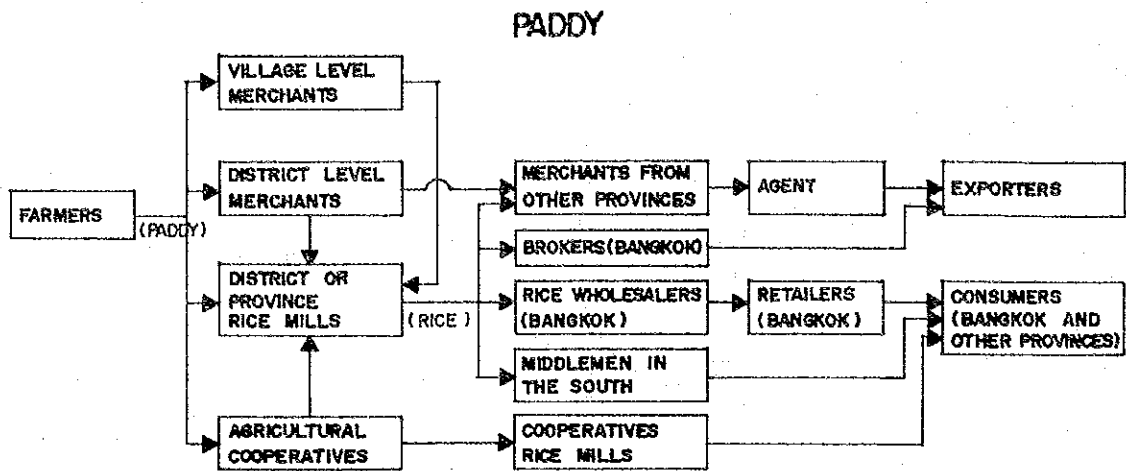 PADDY
VILLAGE LEVEL
MERCHANTS
DISTRICT LEVEL
MERCHANTS
MERCHANTS FROM
OTHER PROVINCES
AGENT
EXPORTERS
FARMERS
(PADDY)
BROKERS (BANGKOK)
DISTRICT OR
PROVINCE
RICE MILLS
(RICE)
RICE WHOLESALERS
(BANGKOK)
RETAILERS
(BANGKOK)
CONSUMERS
(BANGKOK AND
OTHER PROVINCES)
MIDDLEMEN IN
THE SOUTH
AGRICULTURAL
COOPERATIVES
COOPERATIVES
RICE MILLS